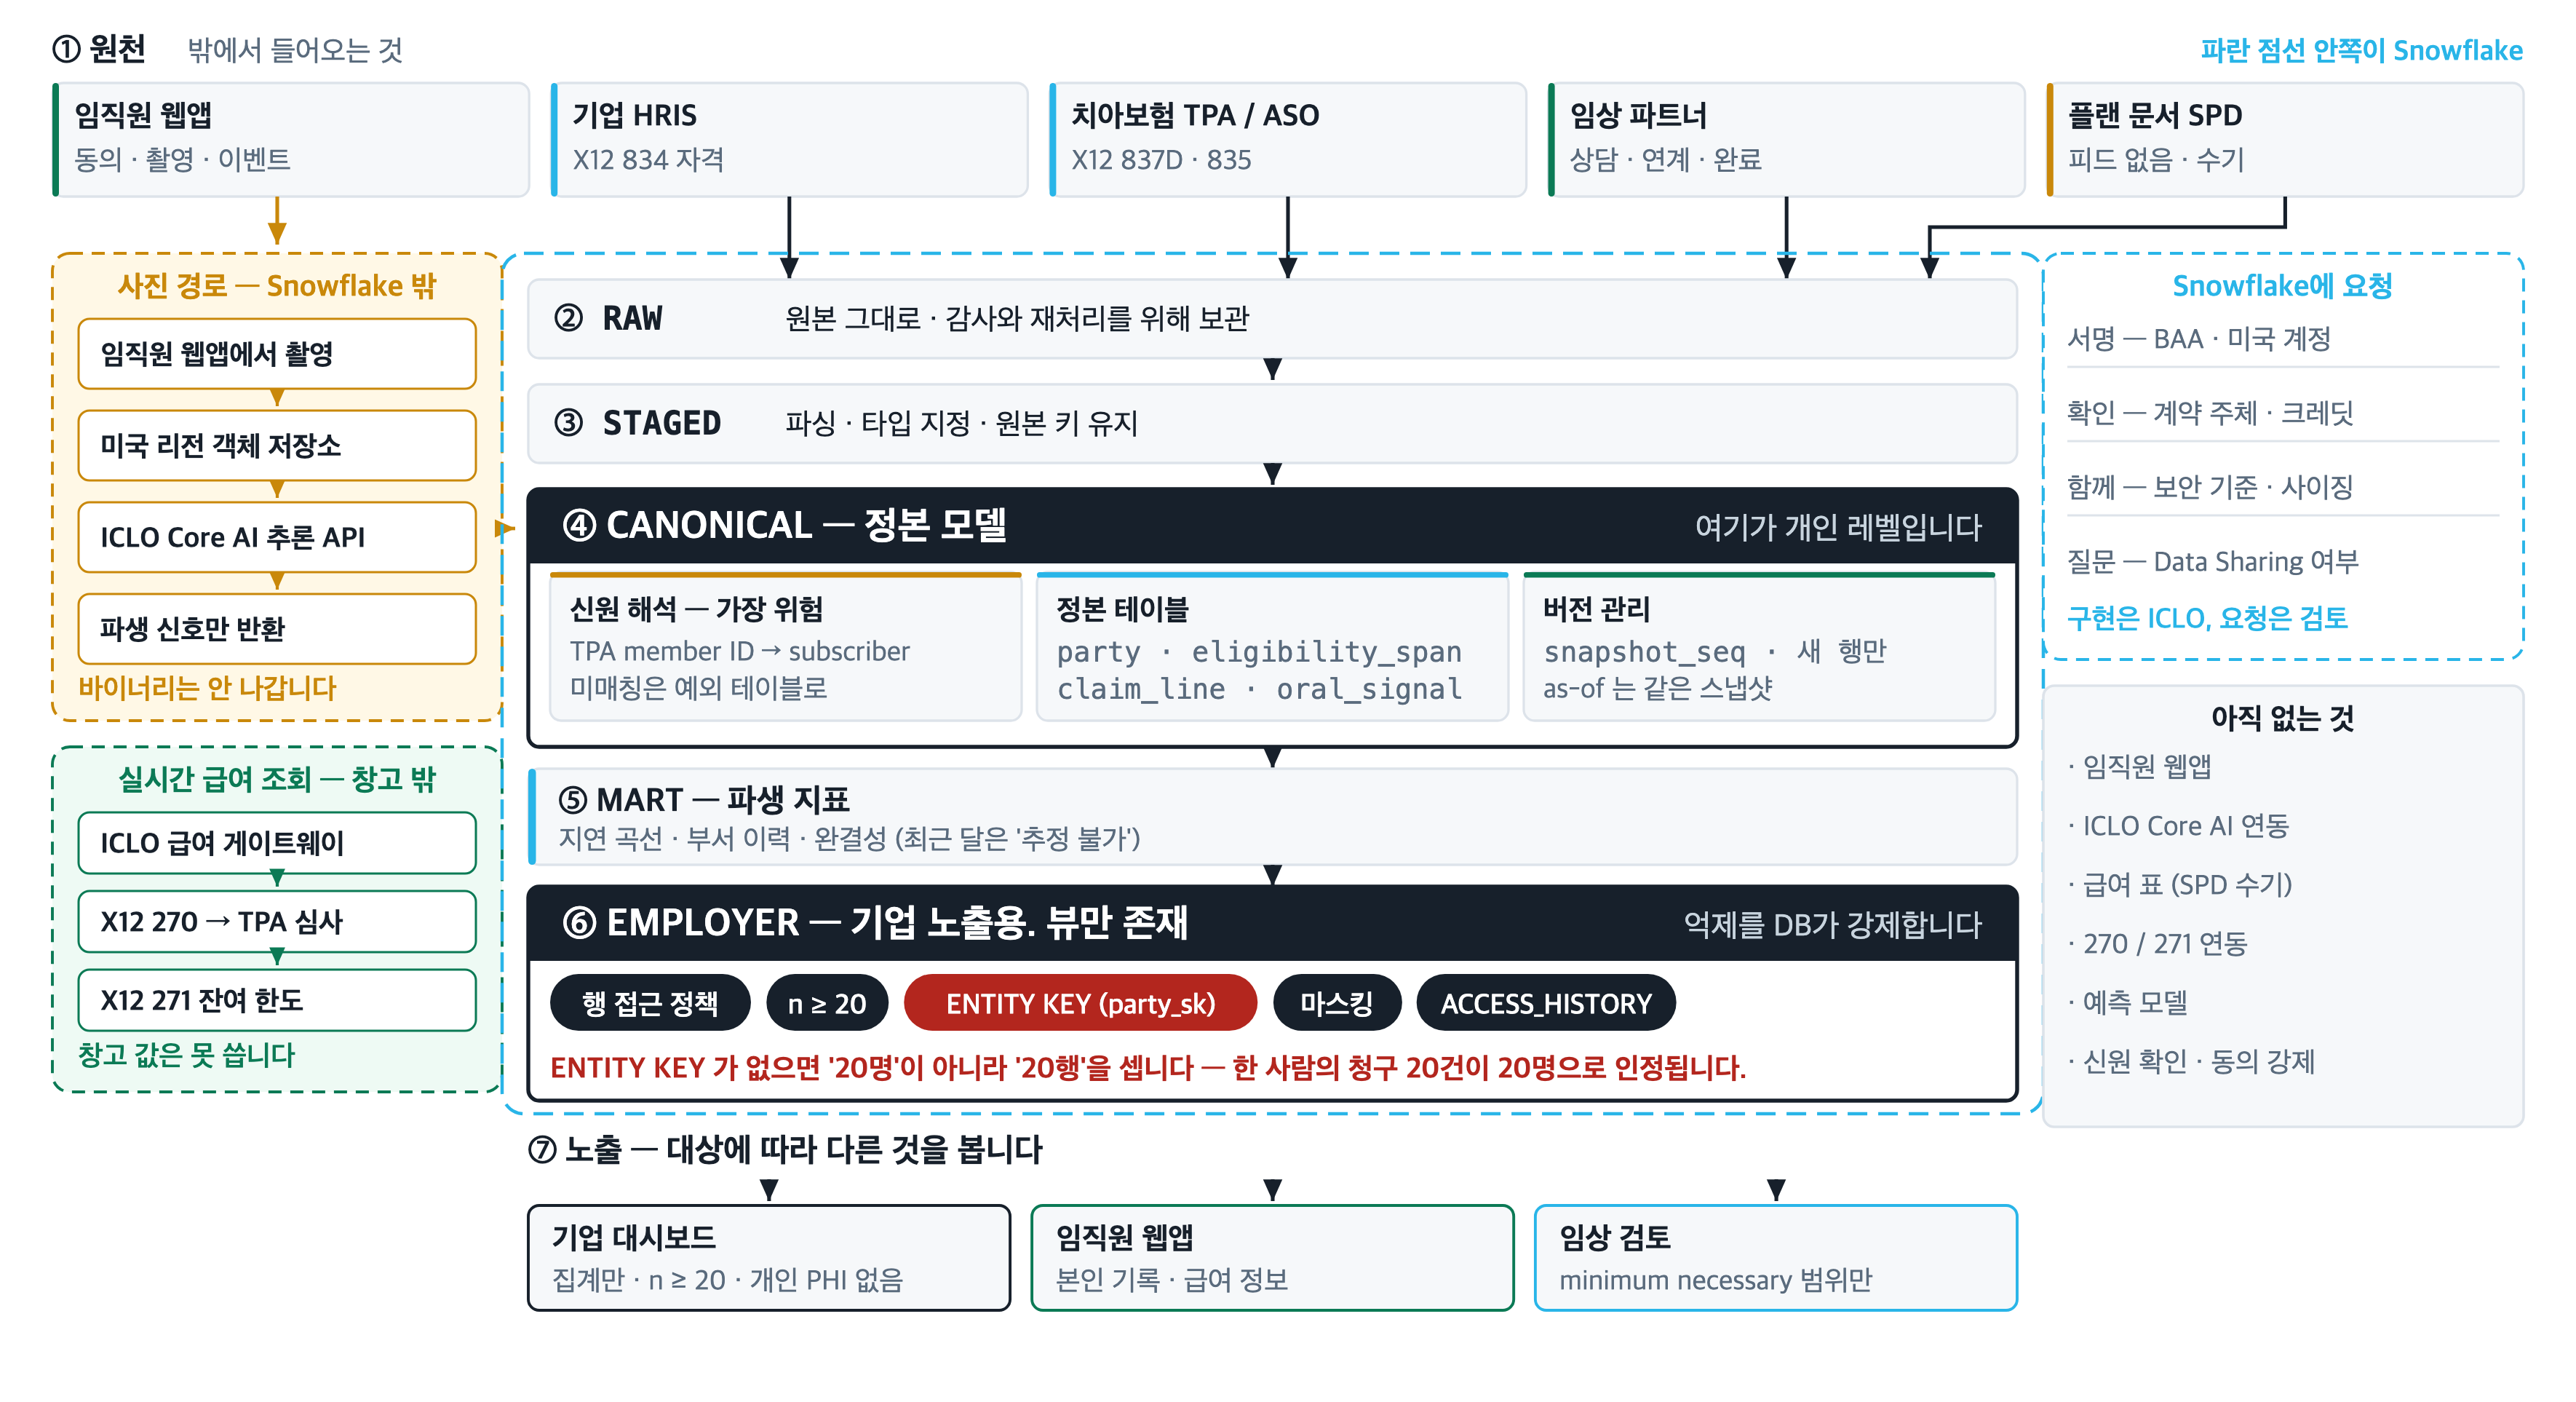 ① 원천 밖에서 들어오는 것
파란 점선 안쪽이 Snowflake
임직원 웹앱
동의 · 촬영 · 이벤트
기업 HRIS
X12 834 자격
치아보험 TPA / ASO
X12 837D · 835
임상 파트너
상담 · 연계 · 완료
플랜 문서 SPD
피드 없음 · 수기
사진 경로 — Snowflake 밖
임직원 웹앱에서 촬영
미국 리전 객체 저장소
ICLO Core AI 추론 API
파생 신호만 반환
바이너리는 안 나갑니다
실시간 급여 조회 — 창고 밖
ICLO 급여 게이트웨이
X12 270 → TPA 심사
X12 271 잔여 한도
창고 값은 못 씁니다
② RAW 원본 그대로 · 감사와 재처리를 위해 보관
③ STAGED 파싱 · 타입 지정 · 원본 키 유지
④ CANONICAL — 정본 모델 여기가 개인 레벨입니다
신원 해석 — 가장 위험
TPA member ID → subscriber
미매칭은 예외 테이블로
정본 테이블
party · eligibility_span
claim_line · oral_signal
버전 관리
snapshot_seq · 새 행만
as-of 는 같은 스냅샷
⑤ MART — 파생 지표
지연 곡선 · 부서 이력 · 완결성 (최근 달은 '추정 불가')
⑥ EMPLOYER — 기업 노출용. 뷰만 존재 억제를 DB가 강제합니다
행 접근 정책 n ≥ 20 ENTITY KEY (party_sk) 마스킹 ACCESS_HISTORY
ENTITY KEY 가 없으면 '20명'이 아니라 '20행'을 셉니다 — 한 사람의 청구 20건이 20명으로 인정됩니다.
⑦ 노출 — 대상에 따라 다른 것을 봅니다
기업 대시보드
집계만 · n ≥ 20 · 개인 PHI 없음
임직원 웹앱
본인 기록 · 급여 정보
임상 검토
minimum necessary 범위만
Snowflake에 요청
서명 — BAA · 미국 계정
확인 — 계약 주체 · 크레딧
함께 — 보안 기준 · 사이징
질문 — Data Sharing 여부
구현은 ICLO, 요청은 검토
아직 없는 것
· 임직원 웹앱
· ICLO Core AI 연동
· 급여 표 (SPD 수기)
· 270 / 271 연동
· 예측 모델
· 신원 확인 · 동의 강제